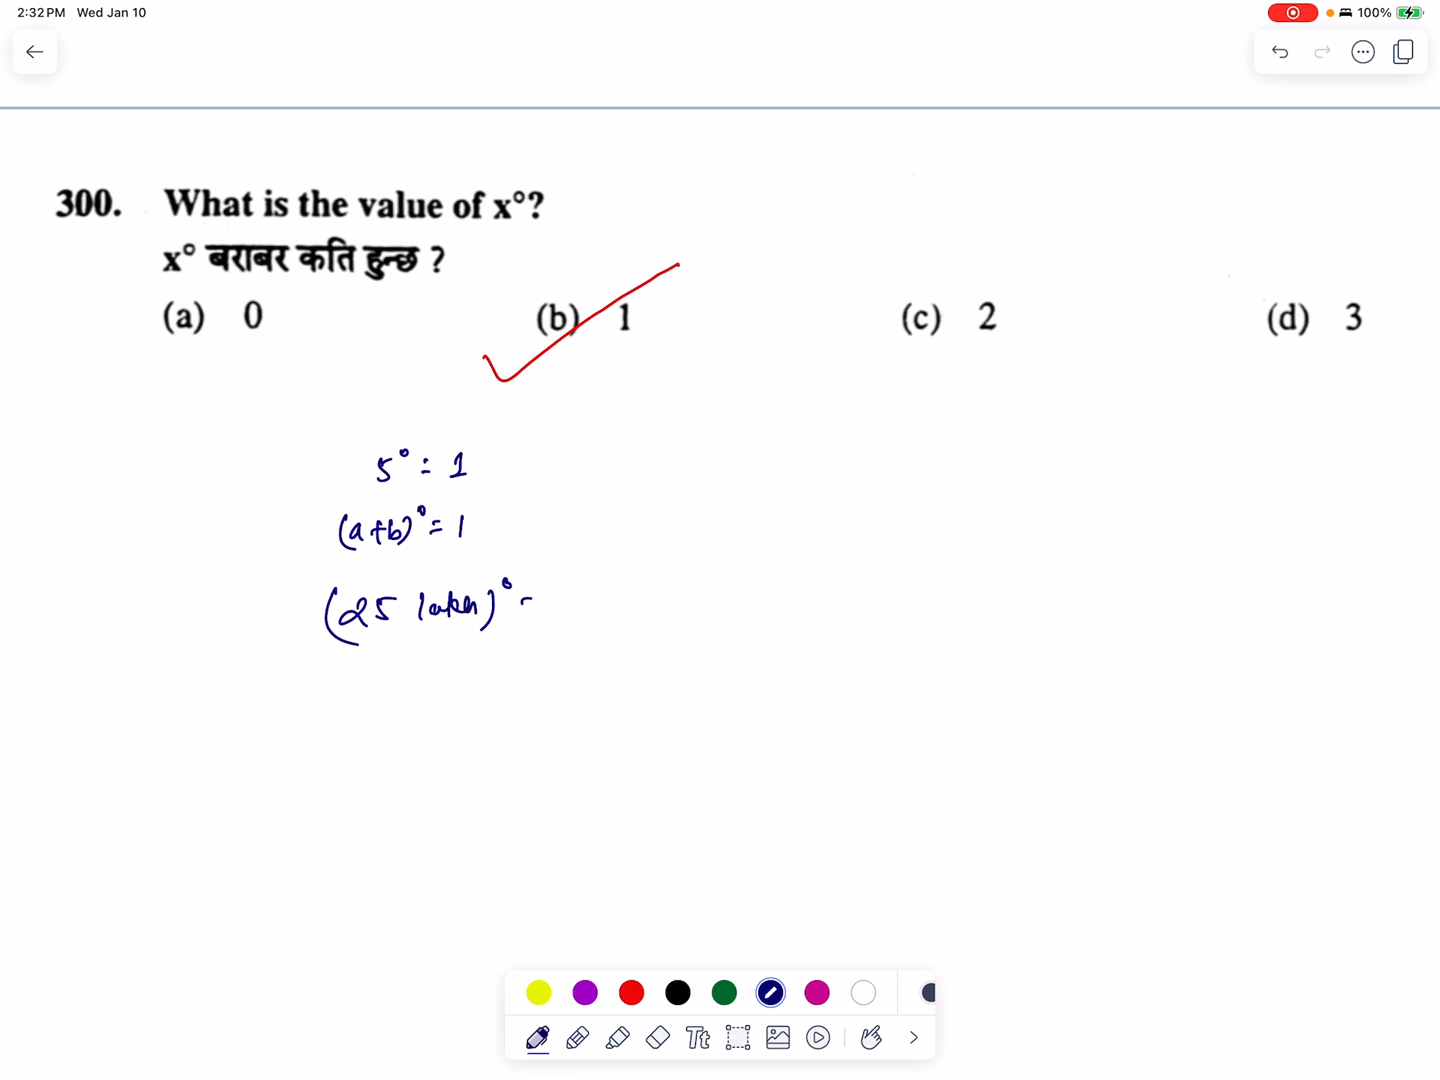 2:32 PM Wed Jan 10
100%
300. What is the value of x°?
x° बराबर कति हुन्छ ?
(a) 0 (b) 1 (c) 2 (d) 3
5° = 1
(a+b)° = 1
(25 )° =
Tt